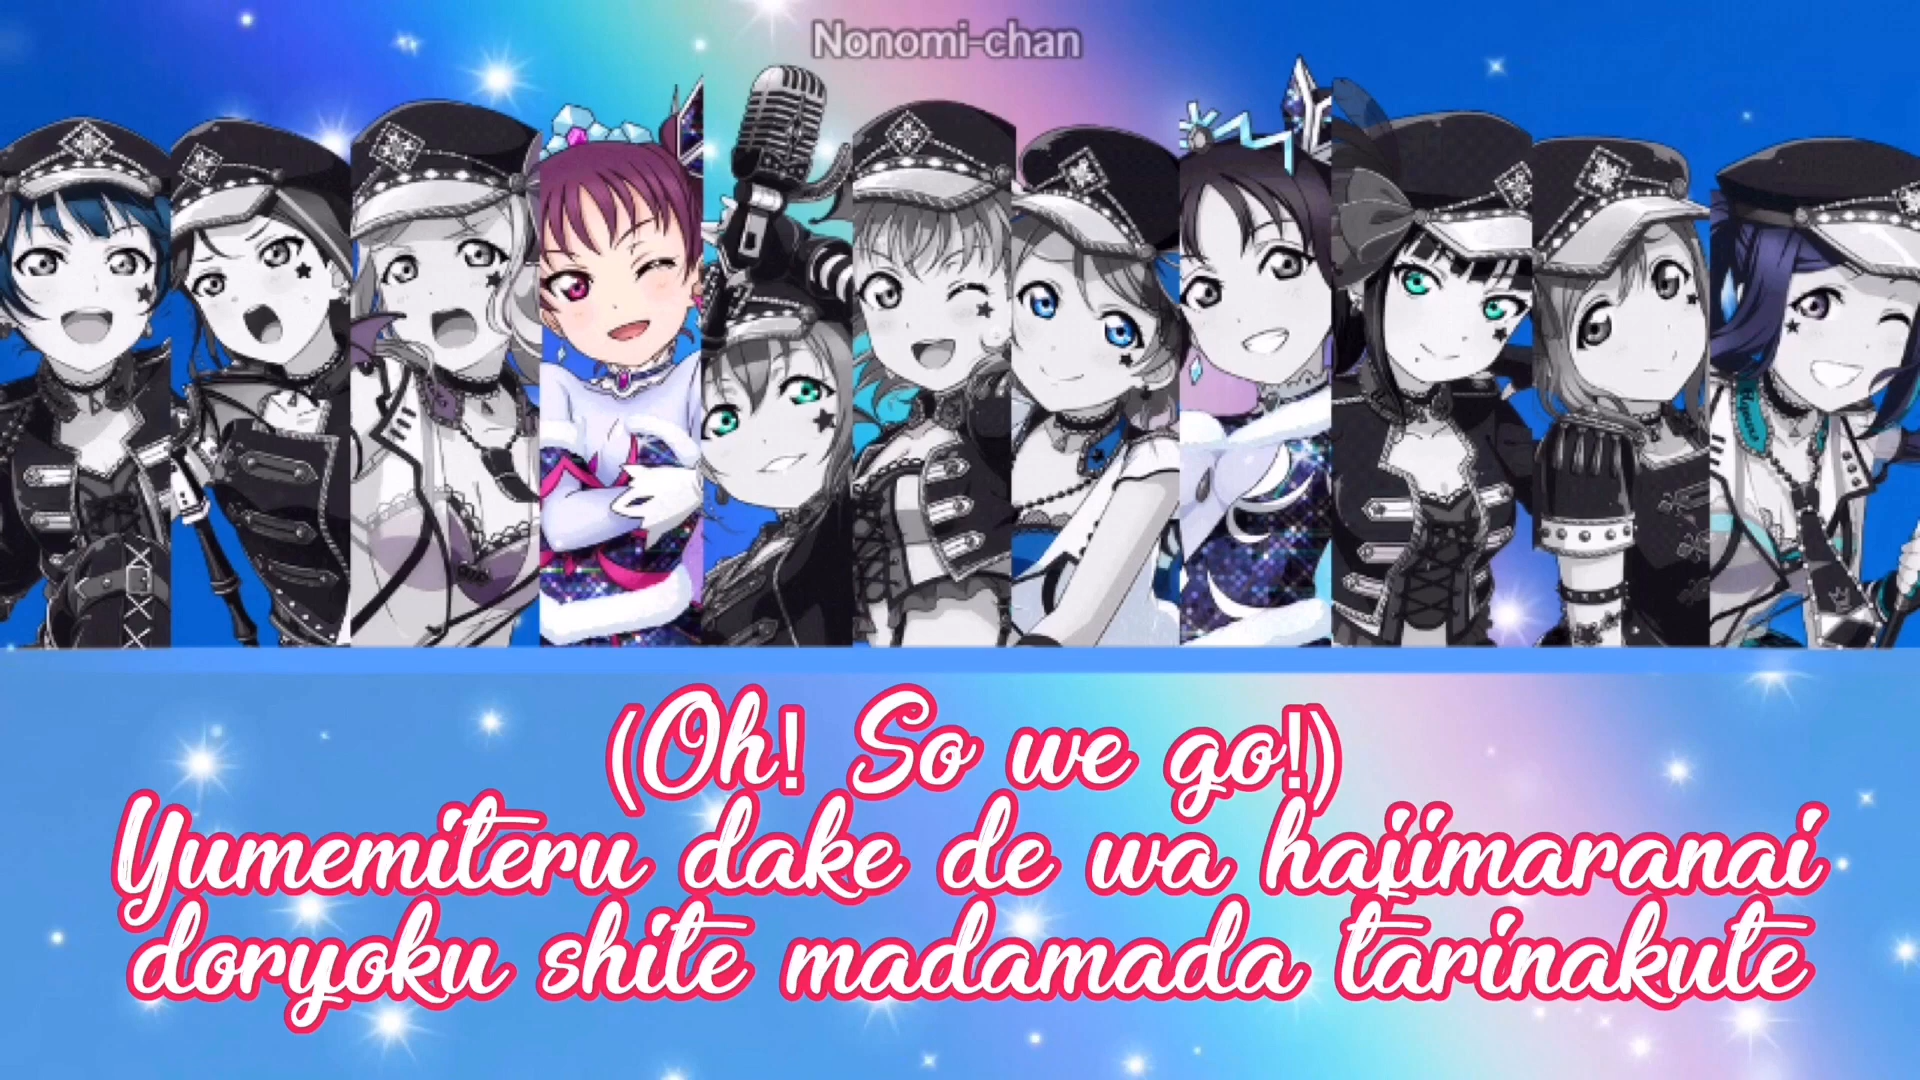 Nonomi-chan
(Oh! So we go!)
Yumemiteru dake de wa hajimaranai
doryoku shite madamada tarinakute